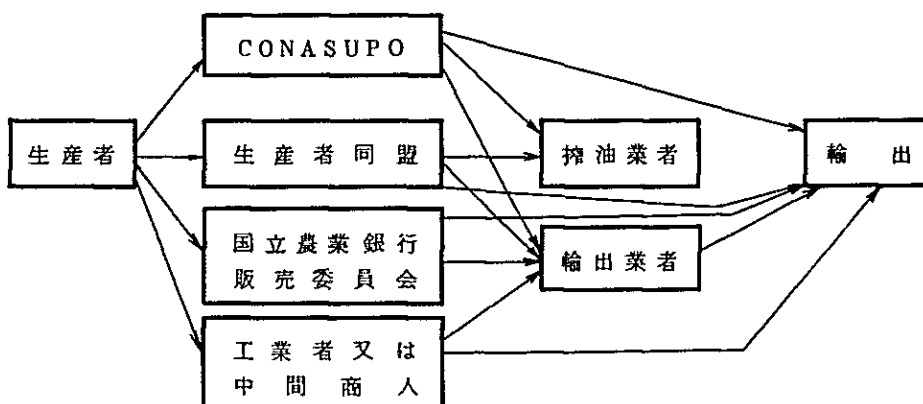 CONASUPO
生産者
生産者同盟
搾油業者
輸出
国立農業銀行
販売委員会
輸出業者
工業者又は
中間商人